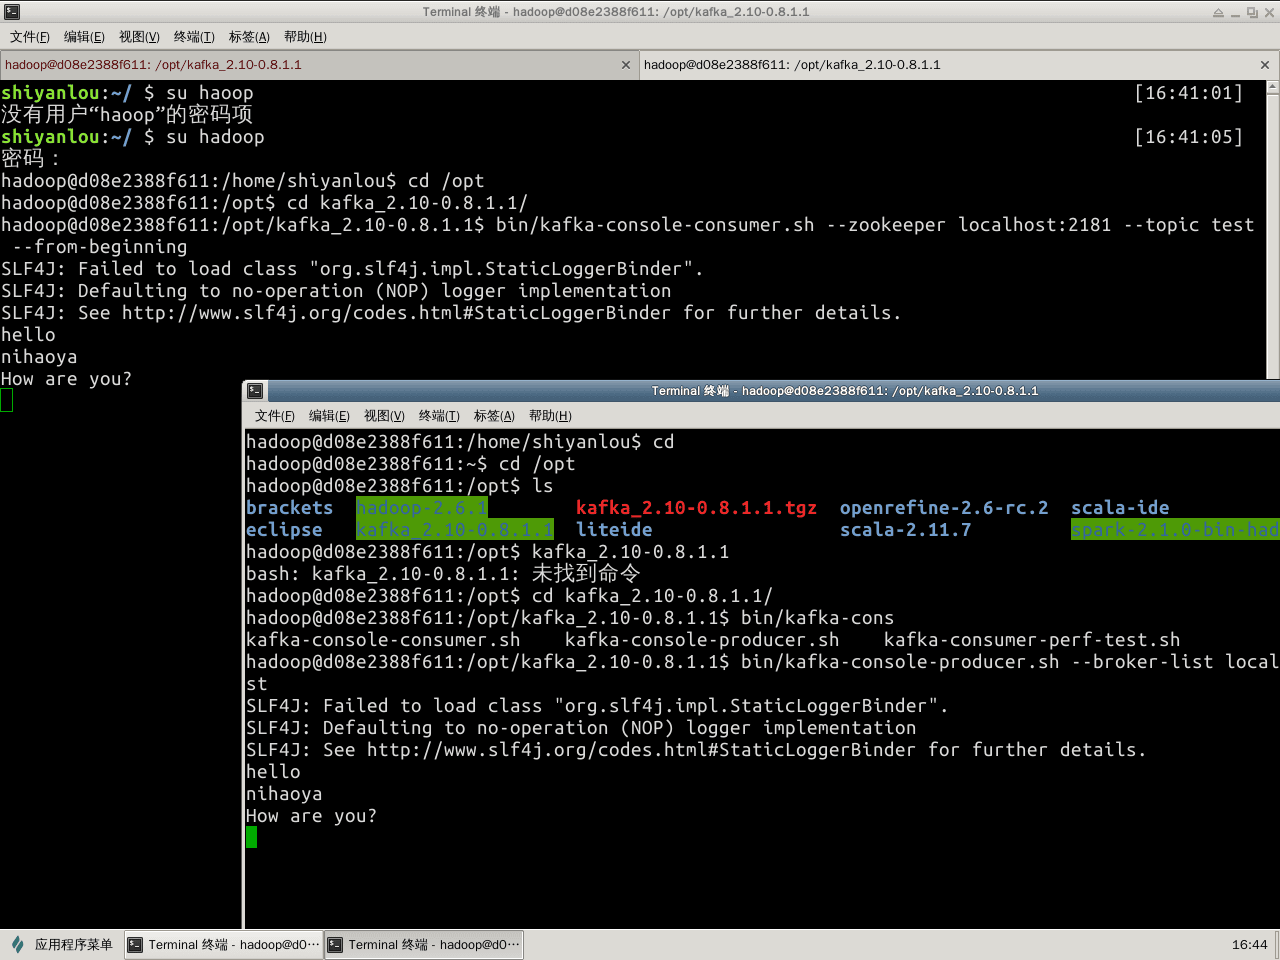 Terminal 终端 - hadoop@d08e2388f611: /opt/kafka_2.10-0.8.1.1
文件(F) 编辑(E) 视图(V) 终端(T) 标签(A) 帮助(H)
hadoop@d08e2388f611: /opt/kafka_2.10-0.8.1.1 hadoop@d08e2388f611: /opt/kafka_2.10-0.8.1.1
shiyanlou:~/ $ su haoop [16:41:01]
没有用户“haoop”的密码项
shiyanlou:~/ $ su hadoop [16:41:05]
密码：
hadoop@d08e2388f611:/home/shiyanlou$ cd /opt
hadoop@d08e2388f611:/opt$ cd kafka_2.10-0.8.1.1/
hadoop@d08e2388f611:/opt/kafka_2.10-0.8.1.1$ bin/kafka-console-consumer.sh --zookeeper localhost:2181 --topic test
--from-beginning
SLF4J: Failed to load class "org.slf4j.impl.StaticLoggerBinder".
SLF4J: Defaulting to no-operation (NOP) logger implementation
SLF4J: See http://www.slf4j.org/codes.html#StaticLoggerBinder for further details.
hello
nihaoya
How are you?
Terminal 终端 - hadoop@d08e2388f611: /opt/kafka_2.10-0.8.1.1
文件(F) 编辑(E) 视图(V) 终端(T) 标签(A) 帮助(H)
hadoop@d08e2388f611:/home/shiyanlou$ cd
hadoop@d08e2388f611:~$ cd /opt
hadoop@d08e2388f611:/opt$ ls
brackets hadoop-2.6.1 kafka_2.10-0.8.1.1.tgz openrefine-2.6-rc.2 scala-ide
eclipse kafka_2.10-0.8.1.1 liteide scala-2.11.7 spark-2.1.0-bin-had
hadoop@d08e2388f611:/opt$ kafka_2.10-0.8.1.1
bash: kafka_2.10-0.8.1.1: 未找到命令
hadoop@d08e2388f611:/opt$ cd kafka_2.10-0.8.1.1/
hadoop@d08e2388f611:/opt/kafka_2.10-0.8.1.1$ bin/kafka-cons
kafka-console-consumer.sh kafka-console-producer.sh kafka-consumer-perf-test.sh
hadoop@d08e2388f611:/opt/kafka_2.10-0.8.1.1$ bin/kafka-console-producer.sh --broker-list local
st
SLF4J: Failed to load class "org.slf4j.impl.StaticLoggerBinder".
SLF4J: Defaulting to no-operation (NOP) logger implementation
SLF4J: See http://www.slf4j.org/codes.html#StaticLoggerBinder for further details.
hello
nihaoya
How are you?
应用程序菜单 Terminal 终端 - hadoop@d0… Terminal 终端 - hadoop@d0… 16:44